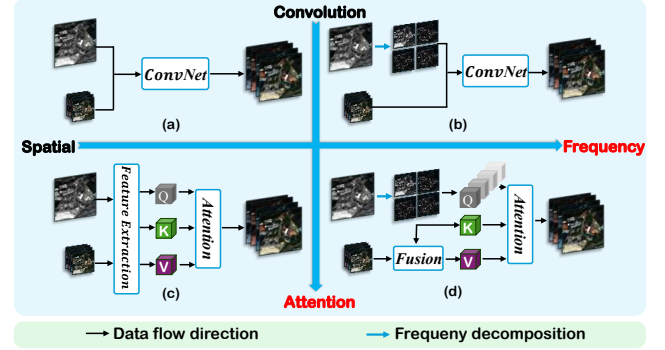 Convolution
ConvNet
ConvNet
(a)
(b)
Spatial
Frequency
Feature Extraction
Q
K
V
Attention
(c)
Q
K
V
Fusion
Attention
(d)
Attention
Data flow direction
Frequeny decomposition